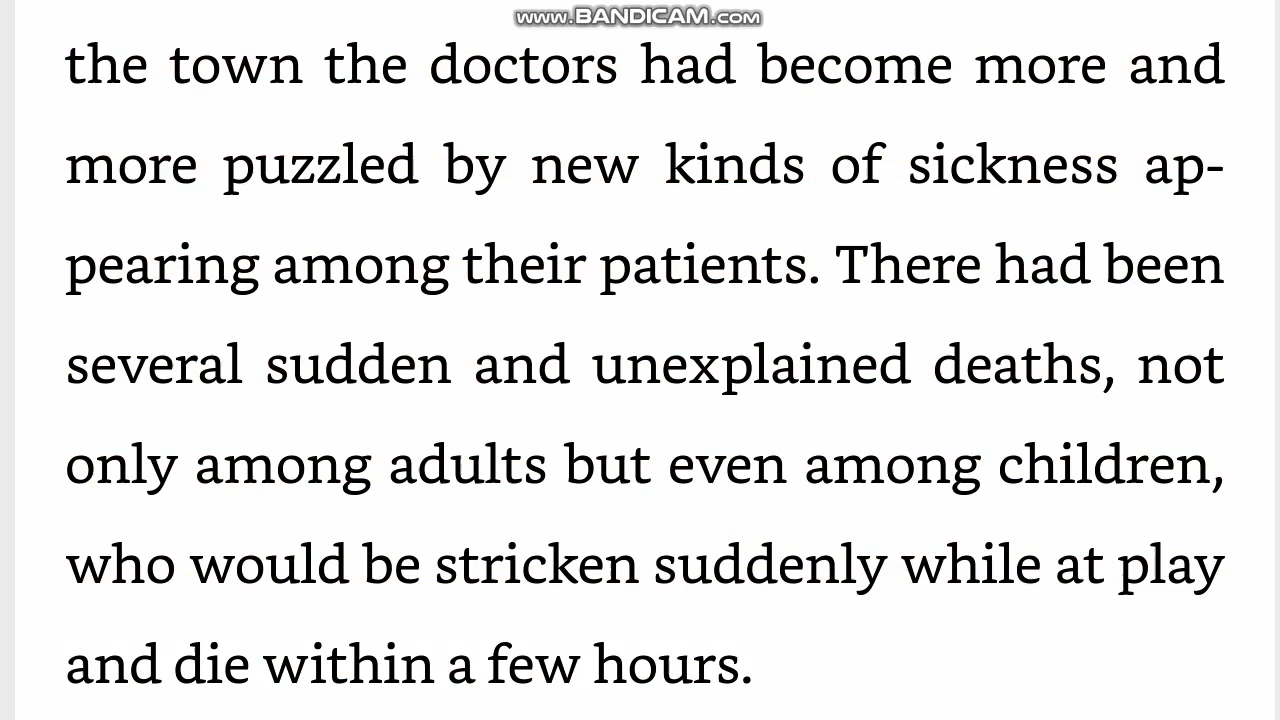 www.BANDICAM.com
the town the doctors had become more and
more puzzled by new kinds of sickness ap-
pearing among their patients. There had been
several sudden and unexplained deaths, not
only among adults but even among children,
who would be stricken suddenly while at play
and die within a few hours.